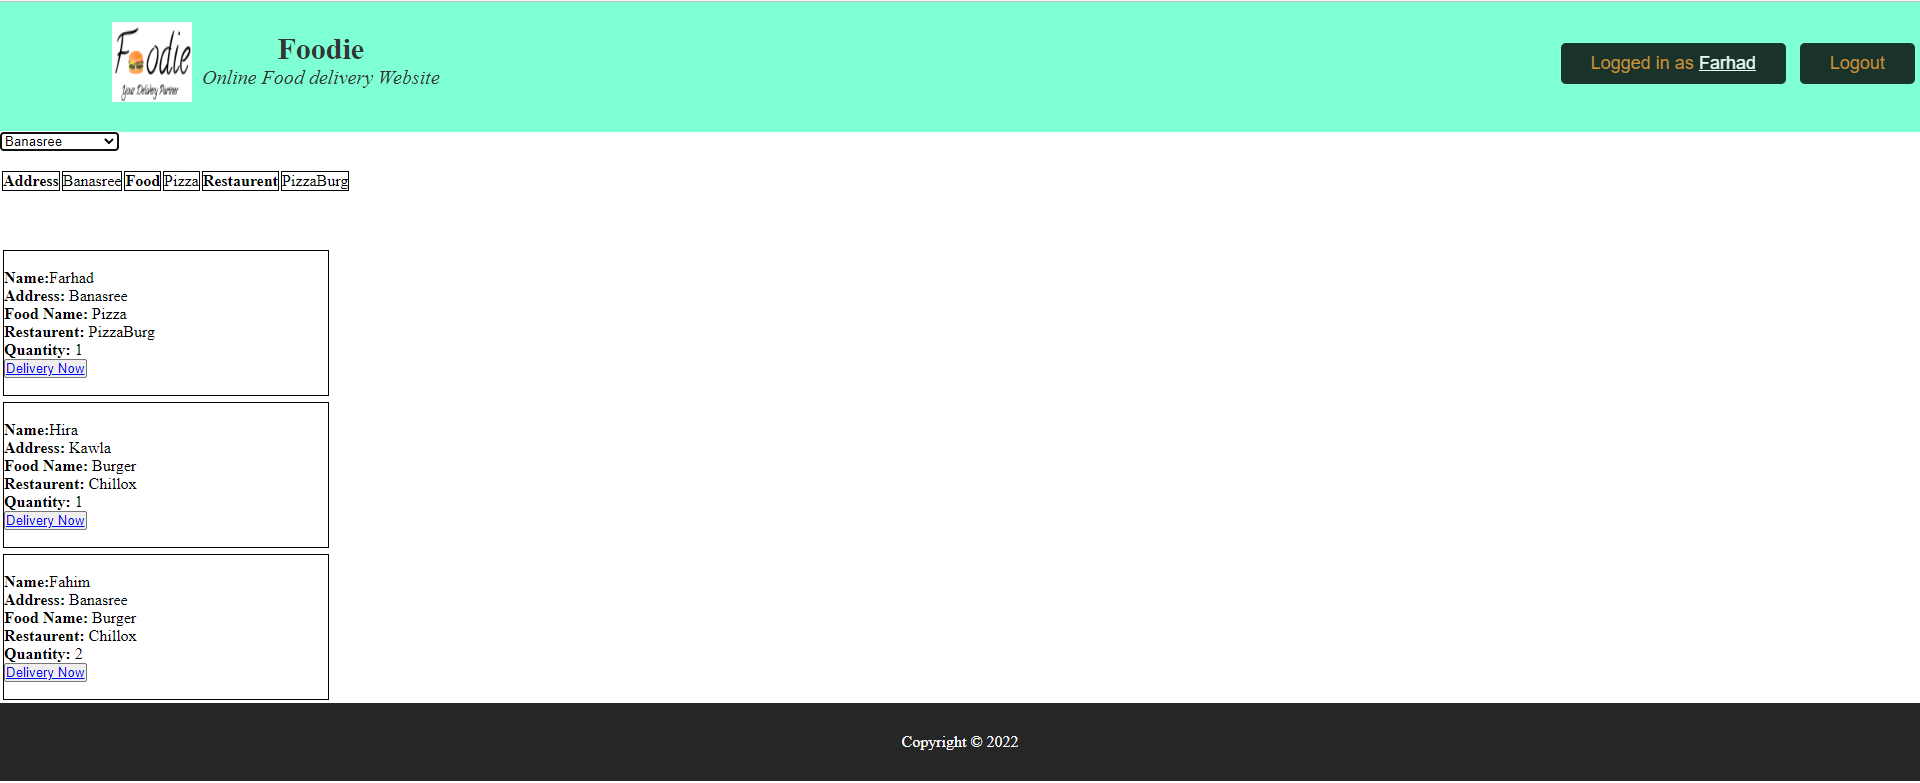 Foodie
Your Delivery Partner
Foodie
Online Food delivery Website
Logged in as Farhad
Logout
Banasree
Address Banasree Food Pizza Restaurent PizzaBurg
Name:Farhad
Address: Banasree
Food Name: Pizza
Restaurent: PizzaBurg
Quantity: 1
Delivery Now
Name:Hira
Address: Kawla
Food Name: Burger
Restaurent: Chillox
Quantity: 1
Delivery Now
Name:Fahim
Address: Banasree
Food Name: Burger
Restaurent: Chillox
Quantity: 2
Delivery Now
Copyright © 2022